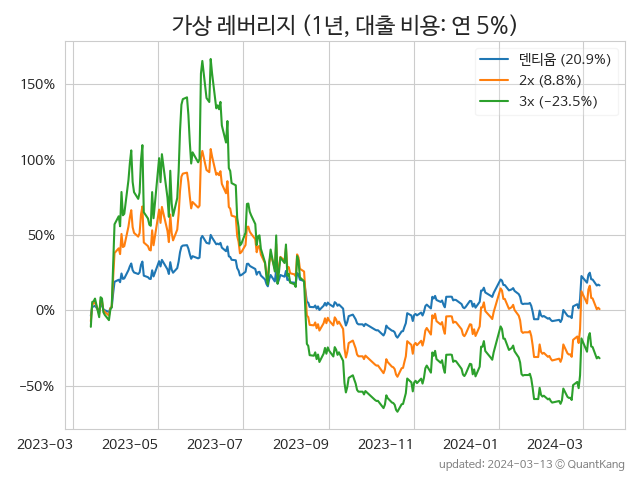 가상 레버리지 (1년, 대출 비용: 연 5%)
덴티움 (20.9%)
2x (8.8%)
3x (−23.5%)
150%
100%
50%
0%
−50%
2023-03 2023-05 2023-07 2023-09 2023-11 2024-01 2024-03
updated: 2024-03-13 ⓒ QuantKang